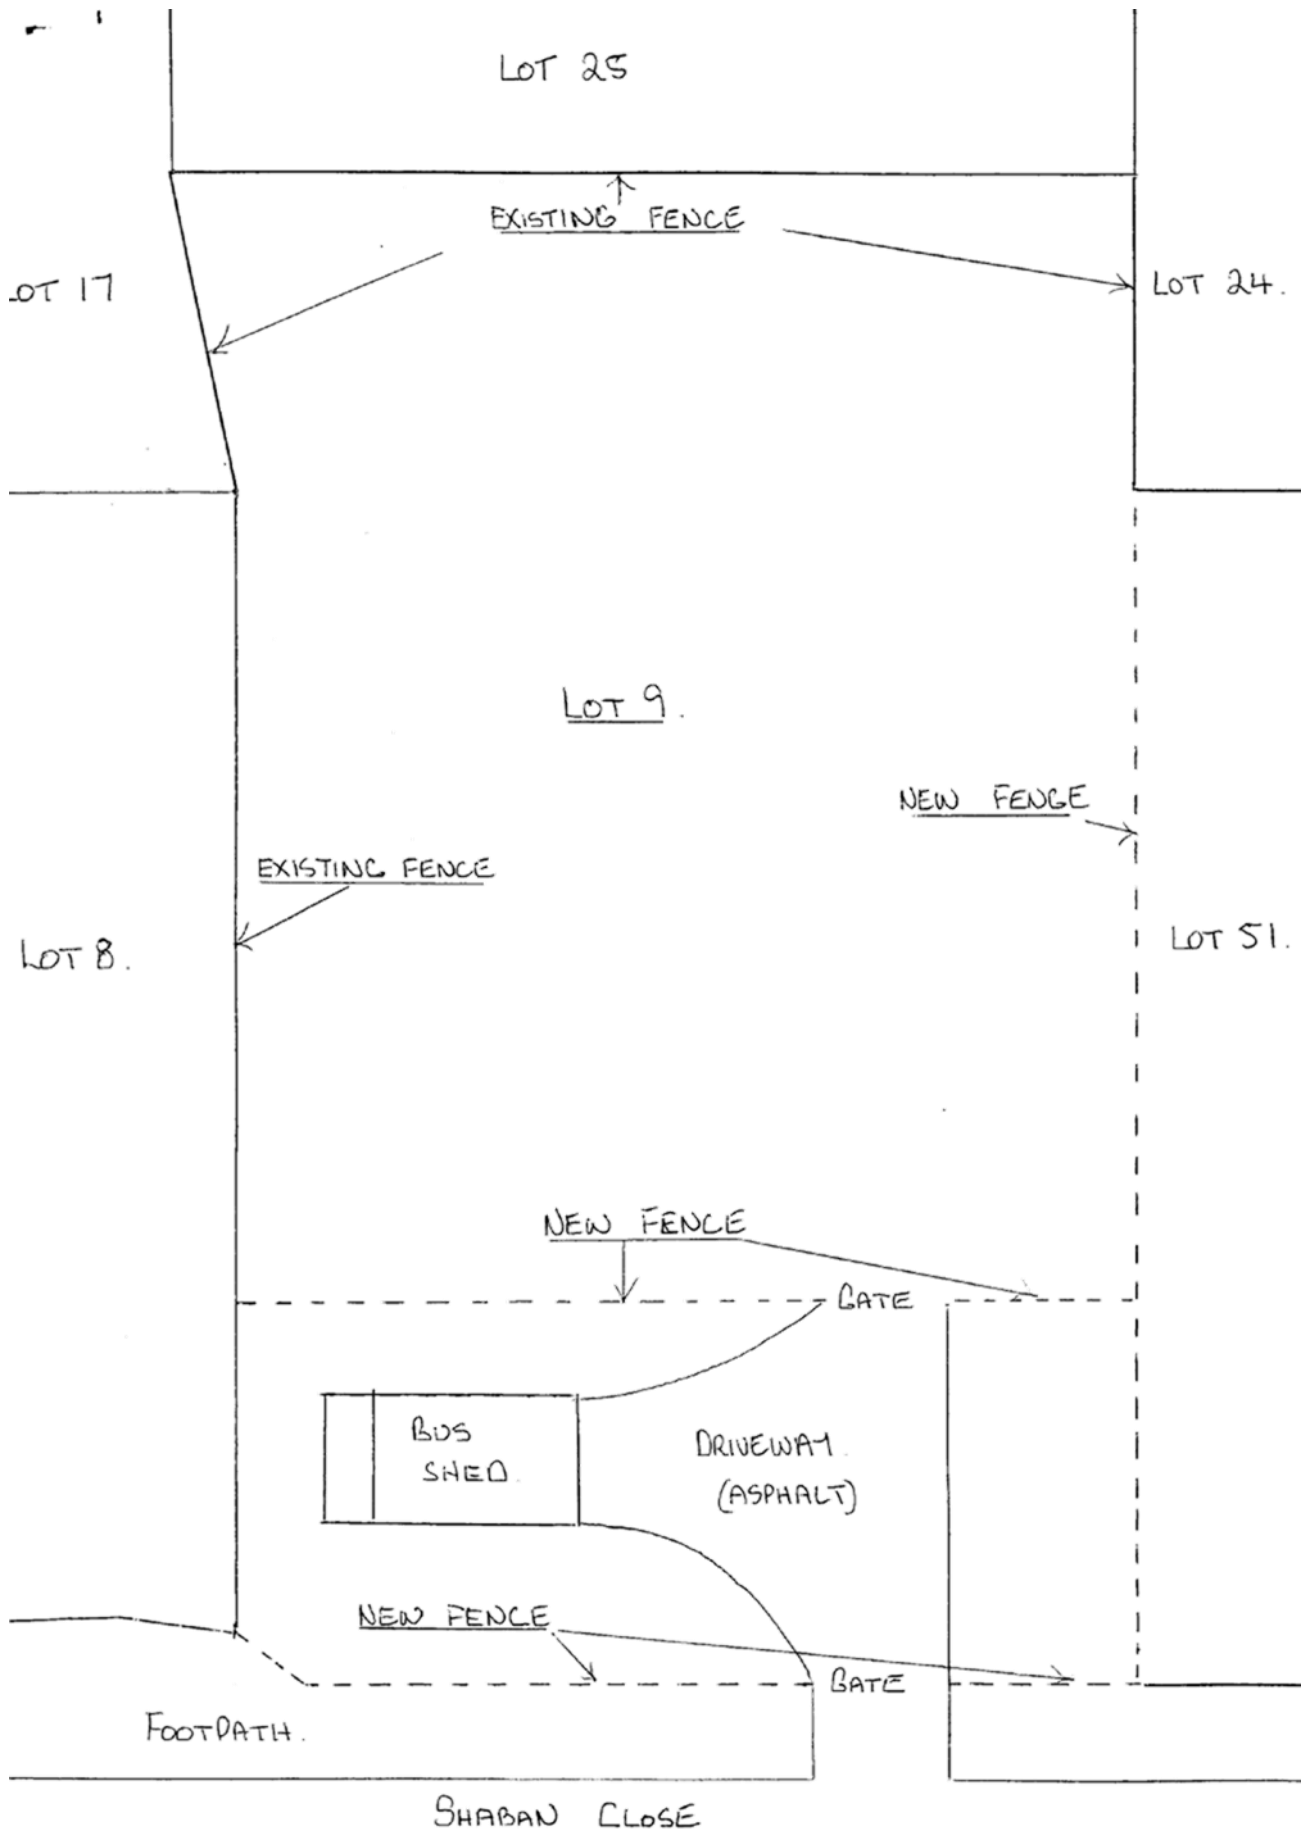 LOT 25
EXISTING FENCE
OT 17
LOT 24.
LOT 9.
NEW FENCE
EXISTING FENCE
LOT 8.
LOT 51.
NEW FENCE
GATE
BUS
SHED
DRIVEWAY
(ASPHALT)
NEW FENCE
GATE
FOOTPATH.
SHABAN CLOSE